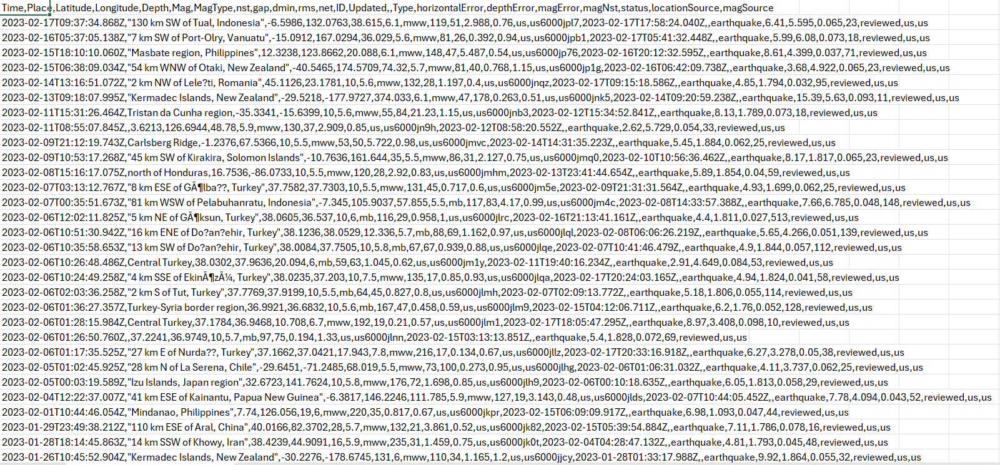 Time,Place,Latitude,Longitude,Depth,Mag,MagType,nst,gap,dmin,rms,net,ID,Updated,,Type,horizontalError,depthError,magError,magNst,status,locationSource,magSource
2023-02-17T09:37:34.868Z,"130 km SW of Tual, Indonesia",-6.5986,132.0763,38.615,6.1,mww,119,51,2.988,0.76,us,us6000jpl7,2023-02-17T17:58:24.040Z,,earthquake,6.41,5.595,0.065,23,reviewed,us,us
2023-02-16T05:37:05.138Z,"7 km SW of Port-Olry, Vanuatu",-15.0912,167.0294,36.029,5.6,mww,81,26,0.392,0.94,us,us6000jpb1,2023-02-17T05:41:32.448Z,,earthquake,5.99,6.08,0.073,18,reviewed,us,us
2023-02-15T18:10:10.060Z,"Masbate region, Philippines",12.3238,123.8662,20.088,6.1,mww,148,47,5.487,0.54,us,us6000jp76,2023-02-16T20:12:32.595Z,,earthquake,8.61,4.399,0.037,71,reviewed,us,us
2023-02-15T06:38:09.034Z,"54 km WNW of Otaki, New Zealand",-40.5465,174.5709,74.32,5.7,mww,81,40,0.768,1.15,us,us6000jp1g,2023-02-16T06:42:09.738Z,,earthquake,3.68,4.922,0.065,23,reviewed,us,us
2023-02-14T13:16:51.072Z,"2 km NW of Lele?ti, Romania",45.1126,23.1781,10,5.6,mww,132,28,1.197,0.4,us,us6000jnqz,2023-02-17T09:15:18.586Z,,earthquake,4.85,1.794,0.032,95,reviewed,us,us
2023-02-13T09:18:07.995Z,"Kermadec Islands, New Zealand",-29.5218,-177.9727,374.033,6.1,mww,47,178,0.263,0.51,us,us6000jnk5,2023-02-14T09:20:59.238Z,,earthquake,15.39,5.63,0.093,11,reviewed,us,us
2023-02-11T15:31:26.464Z,Tristan da Cunha region,-35.3341,-15.6399,10,5.6,mww,55,84,21.23,1.15,us,us6000jnb3,2023-02-12T15:34:52.841Z,,earthquake,8.13,1.789,0.073,18,reviewed,us,us
2023-02-11T08:55:07.845Z,,3.6213,126.6944,48.78,5.9,mww,130,37,2.909,0.85,us,us6000jn9h,2023-02-12T08:58:20.552Z,,earthquake,2.62,5.729,0.054,33,reviewed,us,us
2023-02-09T21:12:19.743Z,Carlsberg Ridge,-1.2376,67.5366,10,5.5,mww,53,50,5.722,0.98,us,us6000jmvc,2023-02-14T14:31:35.223Z,,earthquake,5.45,1.884,0.062,25,reviewed,us,us
2023-02-09T10:53:17.268Z,"45 km SW of Kirakira, Solomon Islands",-10.7636,161.644,35,5.5,mww,86,31,2.127,0.75,us,us6000jmq0,2023-02-10T10:56:36.462Z,,earthquake,8.17,1.817,0.065,23,reviewed,us,us
2023-02-08T15:16:17.075Z,north of Honduras,16.7536,-86.0733,10,5.5,mww,120,28,2.92,0.83,us,us6000jmhm,2023-02-13T23:41:44.654Z,,earthquake,5.89,1.854,0.04,59,reviewed,us,us
2023-02-07T03:13:12.767Z,"8 km ESE of GÃ¶lba??, Turkey",37.7582,37.7303,10,5.5,mww,131,45,0.717,0.6,us,us6000jm5e,2023-02-09T21:31:31.564Z,,earthquake,4.93,1.699,0.062,25,reviewed,us,us
2023-02-07T00:35:51.673Z,"81 km WSW of Pelabuhanratu, Indonesia",-7.345,105.9037,57.855,5.5,mb,117,83,4.17,0.99,us,us6000jm4c,2023-02-08T14:33:57.388Z,,earthquake,7.66,6.785,0.048,148,reviewed,us,us
2023-02-06T12:02:11.825Z,"5 km NE of GÃ¶ksun, Turkey",38.0605,36.537,10,6,mb,116,29,0.958,1,us,us6000jlrc,2023-02-16T21:13:41.161Z,,earthquake,4.4,1.811,0.027,513,reviewed,us,us
2023-02-06T10:51:30.942Z,"16 km ENE of Do?an?ehir, Turkey",38.1236,38.0529,12.336,5.7,mb,88,69,1.162,0.97,us,us6000jlql,2023-02-08T06:06:26.219Z,,earthquake,5.65,4.266,0.051,139,reviewed,us,us
2023-02-06T10:35:58.653Z,"13 km SW of Do?an?ehir, Turkey",38.0084,37.7505,10,5.8,mb,67,67,0.939,0.88,us,us6000jlqe,2023-02-07T10:41:46.479Z,,earthquake,4.9,1.844,0.057,112,reviewed,us,us
2023-02-06T10:26:48.486Z,Central Turkey,38.0302,37.9636,20.094,6,mb,59,63,1.045,0.62,us,us6000jm1y,2023-02-11T19:40:16.234Z,,earthquake,2.91,4.649,0.084,53,reviewed,us,us
2023-02-06T10:24:49.258Z,"4 km SSE of EkinÃ¶zÃ¼, Turkey",38.0235,37.203,10,7.5,mww,135,17,0.85,0.93,us,us6000jlqa,2023-02-17T20:24:03.165Z,,earthquake,4.94,1.824,0.041,58,reviewed,us,us
2023-02-06T02:03:36.258Z,"2 km S of Tut, Turkey",37.7769,37.9199,10,5.5,mb,64,45,0.827,0.8,us,us6000jlmh,2023-02-07T02:09:13.772Z,,earthquake,5.18,1.806,0.055,114,reviewed,us,us
2023-02-06T01:36:27.357Z,Turkey-Syria border region,36.9921,36.6832,10,5.6,mb,167,47,0.458,0.59,us,us6000jlm9,2023-02-15T04:12:06.711Z,,earthquake,6.2,1.76,0.052,128,reviewed,us,us
2023-02-06T01:28:15.984Z,Central Turkey,37.1784,36.9468,10.708,6.7,mww,192,19,0.21,0.57,us,us6000jlm1,2023-02-17T18:05:47.295Z,,earthquake,8.97,3.408,0.098,10,reviewed,us,us
2023-02-06T01:26:50.760Z,,37.2241,36.9749,10,5.7,mb,97,75,0.194,1.33,us,us6000jlnn,2023-02-15T03:13:13.851Z,,earthquake,5.4,1.828,0.072,69,reviewed,us,us
2023-02-06T01:17:35.525Z,"27 km E of Nurda??, Turkey",37.1662,37.0421,17.943,7.8,mww,216,17,0.134,0.67,us,us6000jllz,2023-02-17T20:33:16.918Z,,earthquake,6.27,3.278,0.05,38,reviewed,us,us
2023-02-05T01:02:45.925Z,"28 km N of La Serena, Chile",-29.6451,-71.2485,68.019,5.5,mww,73,100,0.273,0.95,us,us6000jlhg,2023-02-06T01:06:31.032Z,,earthquake,4.11,3.737,0.062,25,reviewed,us,us
2023-02-05T00:03:19.589Z,"Izu Islands, Japan region",32.6723,141.7624,10,5.8,mww,176,72,1.698,0.85,us,us6000jlh9,2023-02-06T00:10:18.635Z,,earthquake,6.05,1.813,0.058,29,reviewed,us,us
2023-02-04T12:22:37.007Z,"41 km ESE of Kainantu, Papua New Guinea",-6.3817,146.2246,111.785,5.9,mww,127,19,3.143,0.48,us,us6000jlds,2023-02-07T10:44:05.452Z,,earthquake,7.78,4.094,0.043,52,reviewed,us,us
2023-02-01T10:44:46.054Z,"Mindanao, Philippines",7.74,126.056,19,6,mww,220,35,0.817,0.67,us,us6000jkpr,2023-02-15T06:09:09.917Z,,earthquake,6.98,1.093,0.047,44,reviewed,us,us
2023-01-29T23:49:38.212Z,"110 km ESE of Aral, China",40.0166,82.3702,28,5.7,mww,132,21,3.861,0.52,us,us6000jk82,2023-02-15T05:39:54.884Z,,earthquake,7.11,1.786,0.078,16,reviewed,us,us
2023-01-28T18:14:45.863Z,"14 km SSW of Khowy, Iran",38.4239,44.9091,16,5.9,mww,235,31,1.459,0.75,us,us6000jk0t,2023-02-04T04:28:47.132Z,,earthquake,4.81,1.793,0.045,48,reviewed,us,us
2023-01-26T10:45:52.904Z,"Kermadec Islands, New Zealand",-30.2276,-178.6745,131,6,mww,110,34,1.165,1.2,us,us6000jjcy,2023-01-28T01:33:17.988Z,,earthquake,9.92,1.864,0.055,32,reviewed,us,us